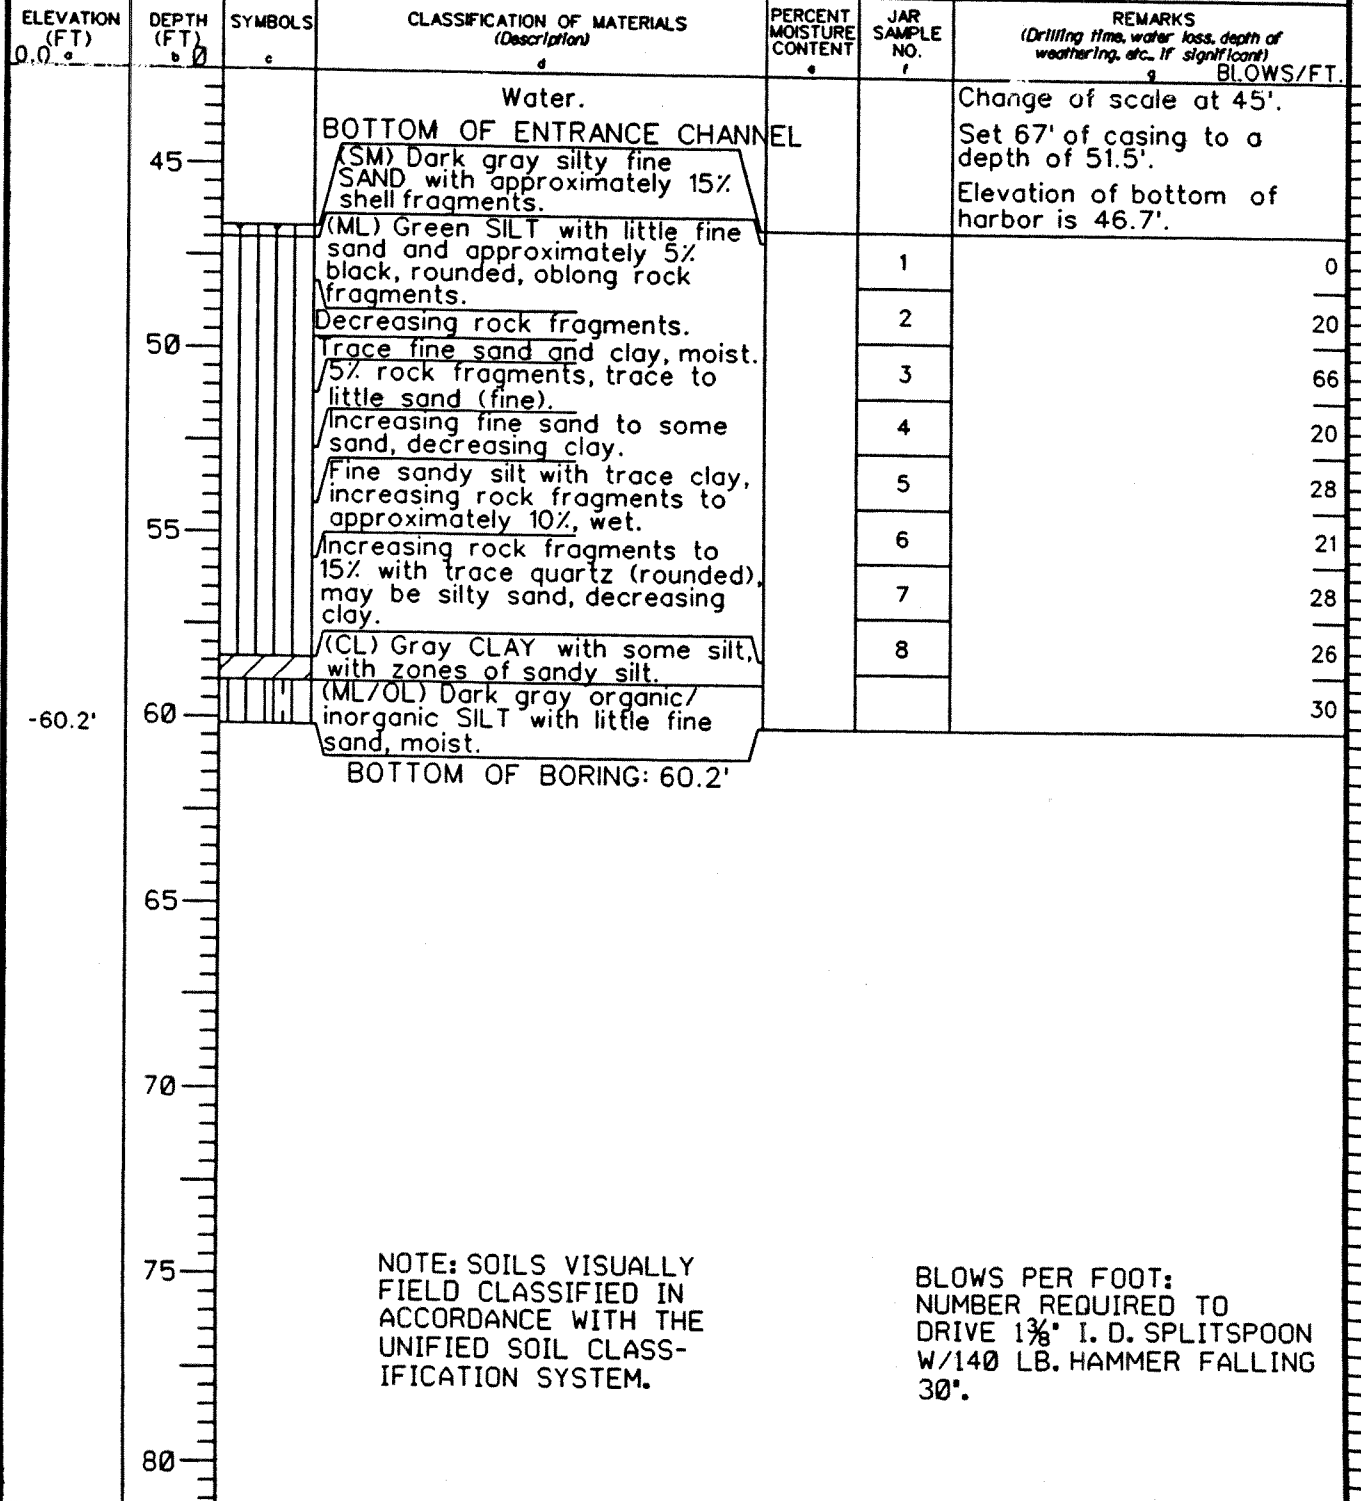 ELEVATION (FT) a
0.0
DEPTH (FT) b
0
SYMBOLS c
CLASSIFICATION OF MATERIALS
(Description)
d
PERCENT MOISTURE CONTENT e
JAR SAMPLE NO. f
REMARKS
(Drilling time, water loss, depth of
weathering, etc., if significant)
g
BLOWS/FT.
Water.
BOTTOM OF ENTRANCE CHANNEL
(SM) Dark gray silty fine
SAND with approximately 15%
shell fragments.
(ML) Green SILT with little fine
sand and approximately 5%
black, rounded, oblong rock
fragments.
Decreasing rock fragments.
Trace fine sand and clay, moist.
5% rock fragments, trace to
little sand (fine).
Increasing fine sand to some
sand, decreasing clay.
Fine sandy silt with trace clay,
increasing rock fragments to
approximately 10%, wet.
Increasing rock fragments to
15% with trace quartz (rounded),
may be silty sand, decreasing
clay.
(CL) Gray CLAY with some silt,
with zones of sandy silt.
(ML/OL) Dark gray organic/
inorganic SILT with little fine
sand, moist.
BOTTOM OF BORING: 60.2'
Change of scale at 45'.
Set 67' of casing to a
depth of 51.5'.
Elevation of bottom of
harbor is 46.7'.
1
2
3
4
5
6
7
8
0
20
66
20
28
21
28
26
30
-60.2'
45
50
55
60
65
70
75
80
NOTE: SOILS VISUALLY
FIELD CLASSIFIED IN
ACCORDANCE WITH THE
UNIFIED SOIL CLASS-
IFICATION SYSTEM.
BLOWS PER FOOT:
NUMBER REQUIRED TO
DRIVE 1⅜" I. D. SPLITSPOON
W/140 LB. HAMMER FALLING
30".